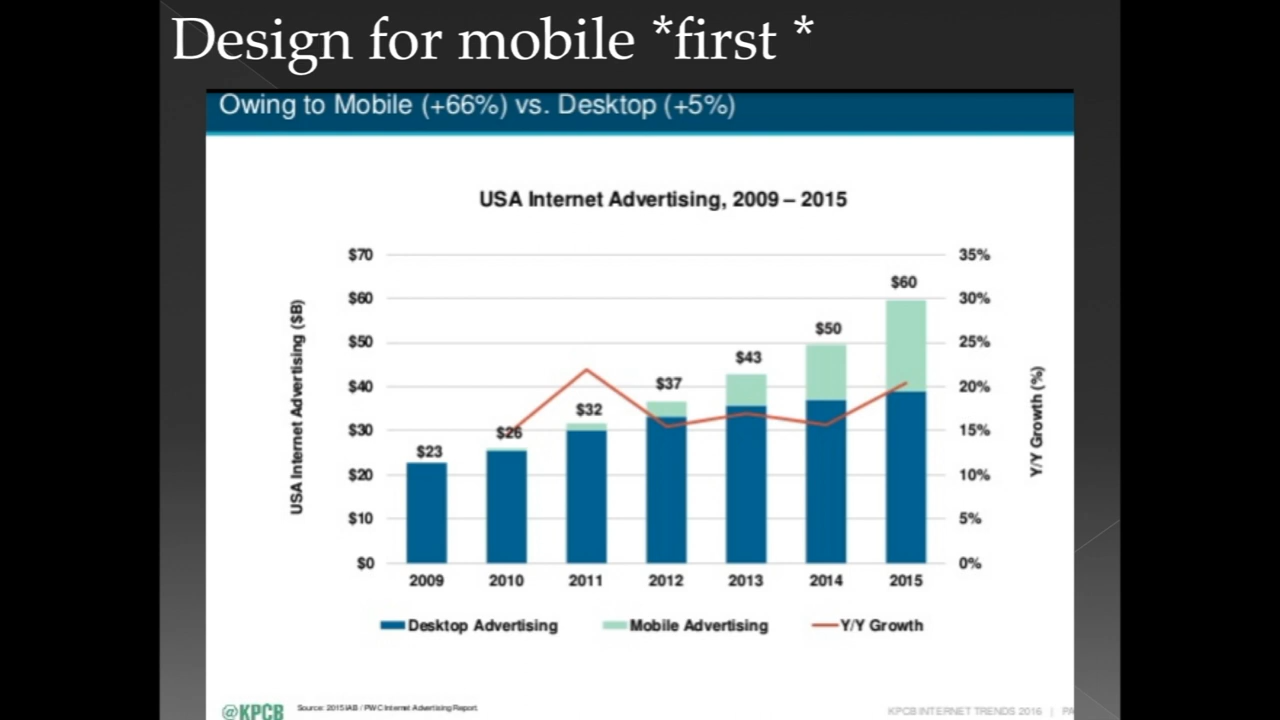 Design for mobile *first *
Owing to Mobile (+66%) vs. Desktop (+5%)
USA Internet Advertising, 2009 – 2015
USA Internet Advertising ($B)
$70
$60
$50
$40
$30
$20
$10
$0
$23
$26
$32
$37
$43
$50
$60
35%
30%
25%
20%
15%
10%
5%
0%
Y/Y Growth (%)
2009 2010 2011 2012 2013 2014 2015
Desktop Advertising Mobile Advertising Y/Y Growth
@KPCB
Source: 2015 IAB / PWC Internet Advertising Report.
KPCB INTERNET TRENDS 2016 |